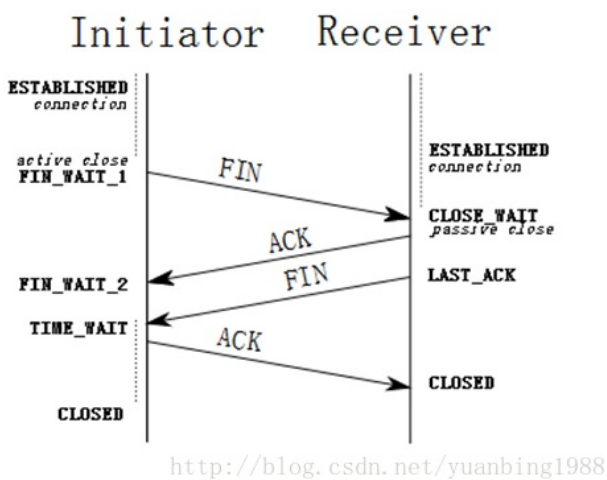 Initiator Receiver
ESTABLISHED
connection
active close
FIN_WAIT_1
FIN
ESTABLISHED
connection
CLOSE_WAIT
passive close
ACK
FIN_WAIT_2
FIN
LAST_ACK
TIME_WAIT
ACK
CLOSED
CLOSED
http://blog.csdn.net/yuanbing1988